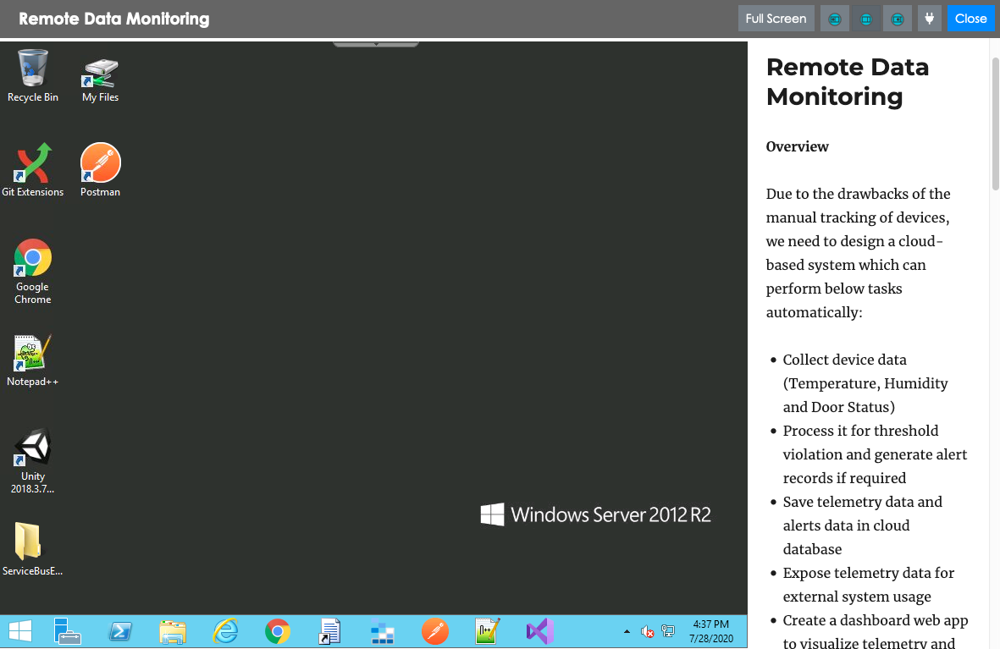 Remote Data Monitoring
Full Screen
Close
Recycle Bin
My Files
Git Extensions
Postman
Google
Chrome
Notepad++
Unity
2018.3.7...
ServiceBusE...
Windows Server 2012 R2
4:37 PM
7/28/2020
Remote Data
Monitoring
Overview
Due to the drawbacks of the
manual tracking of devices,
we need to design a cloud-
based system which can
perform below tasks
automatically:
Collect device data
(Temperature, Humidity
and Door Status)
Process it for threshold
violation and generate alert
records if required
Save telemetry data and
alerts data in cloud
database
Expose telemetry data for
external system usage
Create a dashboard web app
to visualize telemetry and